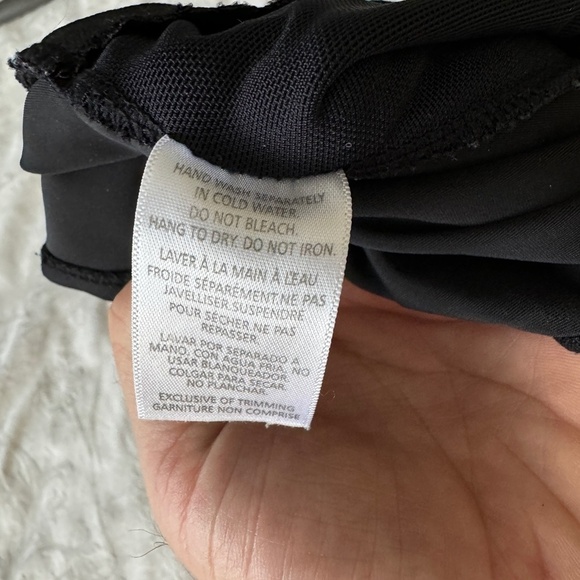 HAND WASH SEPARATELY
IN COLD WATER.
DO NOT BLEACH.
HANG TO DRY. DO NOT IRON.
LAVER À LA MAIN À L'EAU
FROIDE SÉPARÉMENT.NE PAS
JAVELLISER.SUSPENDRE
POUR SÉCHER.NE PAS
REPASSER.
LAVAR POR SEPARADO A
MANO, CON AGUA FRIA, NO
USAR BLANQUEADOR
COLGAR PARA SECAR.
NO PLANCHAR.
EXCLUSIVE OF TRIMMING
GARNITURE NON COMPRISE